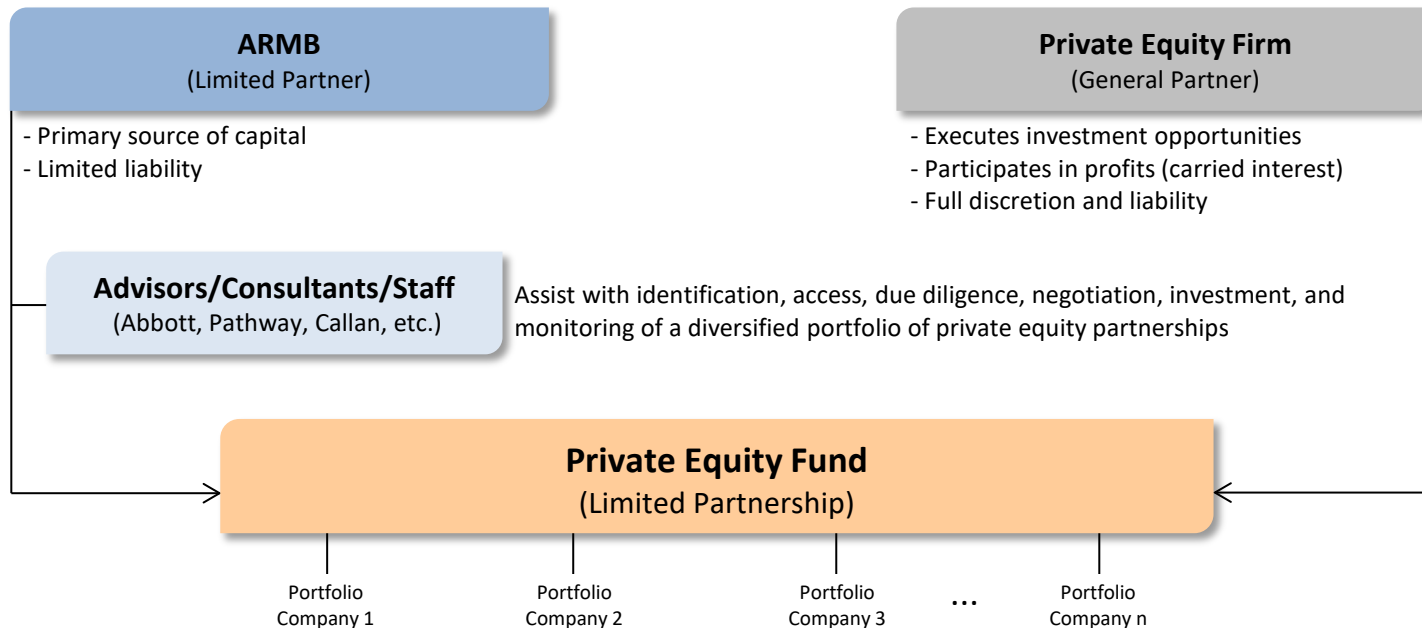 ARMB
(Limited Partner)
Private Equity Firm
(General Partner)
- Primary source of capital
- Limited liability
- Executes investment opportunities
- Participates in profits (carried interest)
- Full discretion and liability
Advisors/Consultants/Staff
(Abbott, Pathway, Callan, etc.)
Assist with identification, access, due diligence, negotiation, investment, and
monitoring of a diversified portfolio of private equity partnerships
Private Equity Fund
(Limited Partnership)
Portfolio
Company 1
Portfolio
Company 2
Portfolio
Company 3
...
Portfolio
Company n